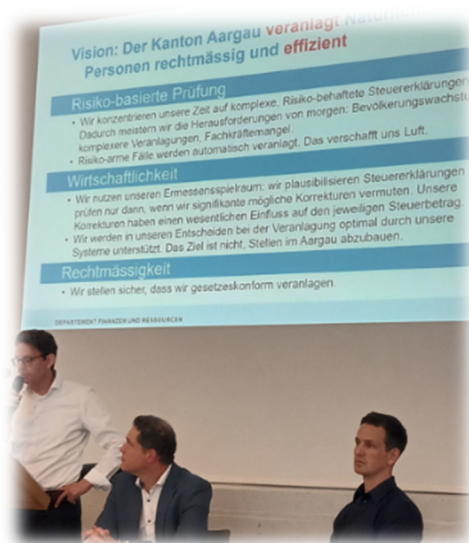 Vision: Der Kanton Aargau veranlagt
Personen rechtmässig und effizient
Risiko-basierte Prüfung
• Wir konzentrieren unsere Zeit auf komplexe, Risiko-behaftete Steuererklärungen
Dadurch meistern wir die Herausforderungen von morgen: Bevölkerungswachstu
komplexere Veranlagungen, Fachkräftemangel.
• Risiko-arme Fälle werden automatisch veranlagt. Das verschafft uns Luft.
Wirtschaftlichkeit
• Wir nutzen unseren Ermessensspielraum: wir plausibilisieren Steuererklärungen
prüfen nur dann, wenn wir signifikante mögliche Korrekturen vermuten. Unsere
Korrekturen haben einen wesentlichen Einfluss auf den jeweiligen Steuerbetrag.
• Wir werden in unseren Entscheiden bei der Veranlagung optimal durch unsere
Systeme unterstützt. Das Ziel ist nicht, Stellen im Aargau abzubauen.
Rechtmässigkeit
• Wir stellen sicher, dass wir gesetzeskonform veranlagen.
DEPARTEMENT FINANZEN UND RESSOURCEN